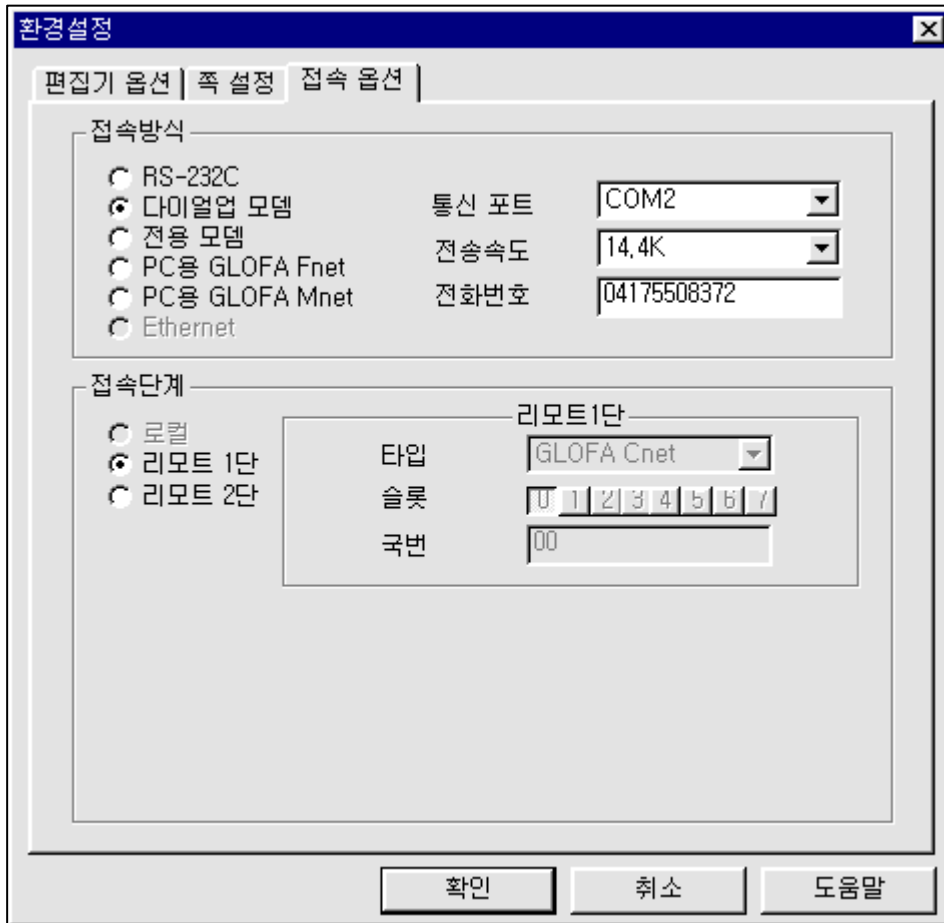 환경설정
편집기 옵션 쪽 설정 접속 옵션
접속방식
RS-232C
다이얼업 모뎀
전용 모뎀
PC용 GLOFA Fnet
PC용 GLOFA Mnet
Ethernet
통신 포트 COM2
전송속도 14,4K
전화번호 04175508372
접속단계
로컬
리모트 1단
리모트 2단
리모트1단
타입 GLOFA Cnet
슬롯 0 1 2 3 4 5 6 7
국번 00
확인 취소 도움말